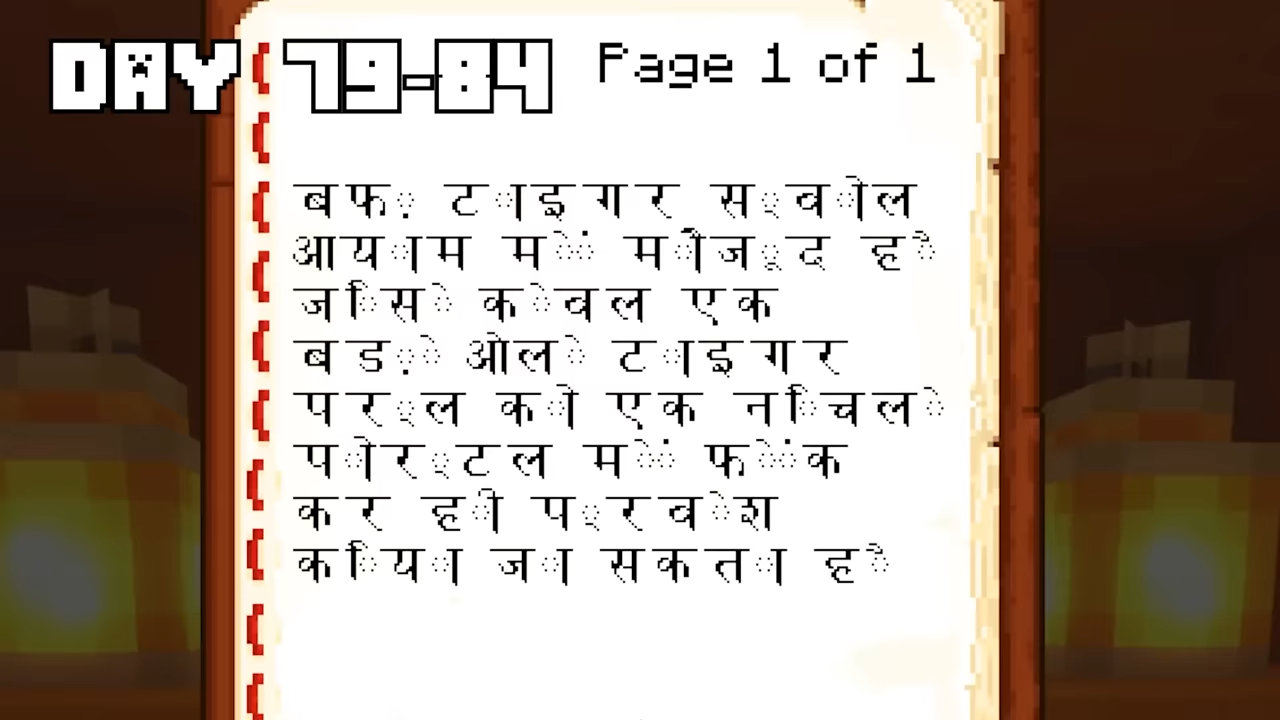 DAY 79-84 Page 1 of 1
बफ़ टाइगर स्वोल
आयाम में मौजूद है
जिसे केवल एक
बड़े ओले टाइगर
पर्ल को एक निचले
पोर्टल में फेंक
कर ही प्रवेश
किया जा सकता है